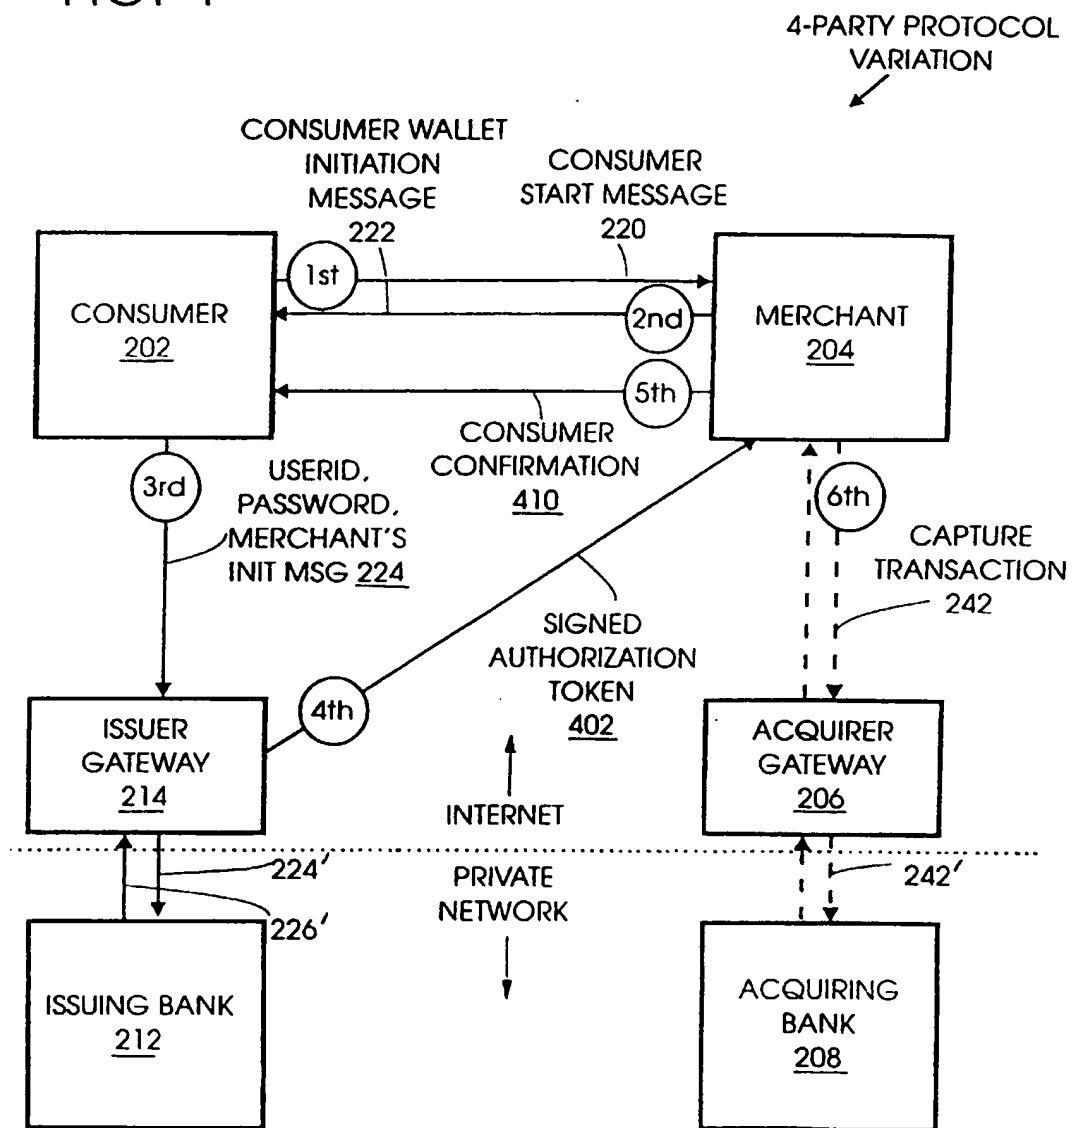 4-PARTY PROTOCOL
VARIATION
CONSUMER WALLET
INITIATION
MESSAGE
222
CONSUMER
START MESSAGE
220
1st
CONSUMER
202
2nd
MERCHANT
204
5th
CONSUMER
CONFIRMATION
410
3rd
USERID,
PASSWORD,
MERCHANT'S
INIT MSG 224
6th
CAPTURE
TRANSACTION
242
SIGNED
AUTHORIZATION
TOKEN
402
4th
ISSUER
GATEWAY
214
ACQUIRER
GATEWAY
206
INTERNET
PRIVATE
NETWORK
224'
226'
242'
ISSUING BANK
212
ACQUIRING
BANK
208